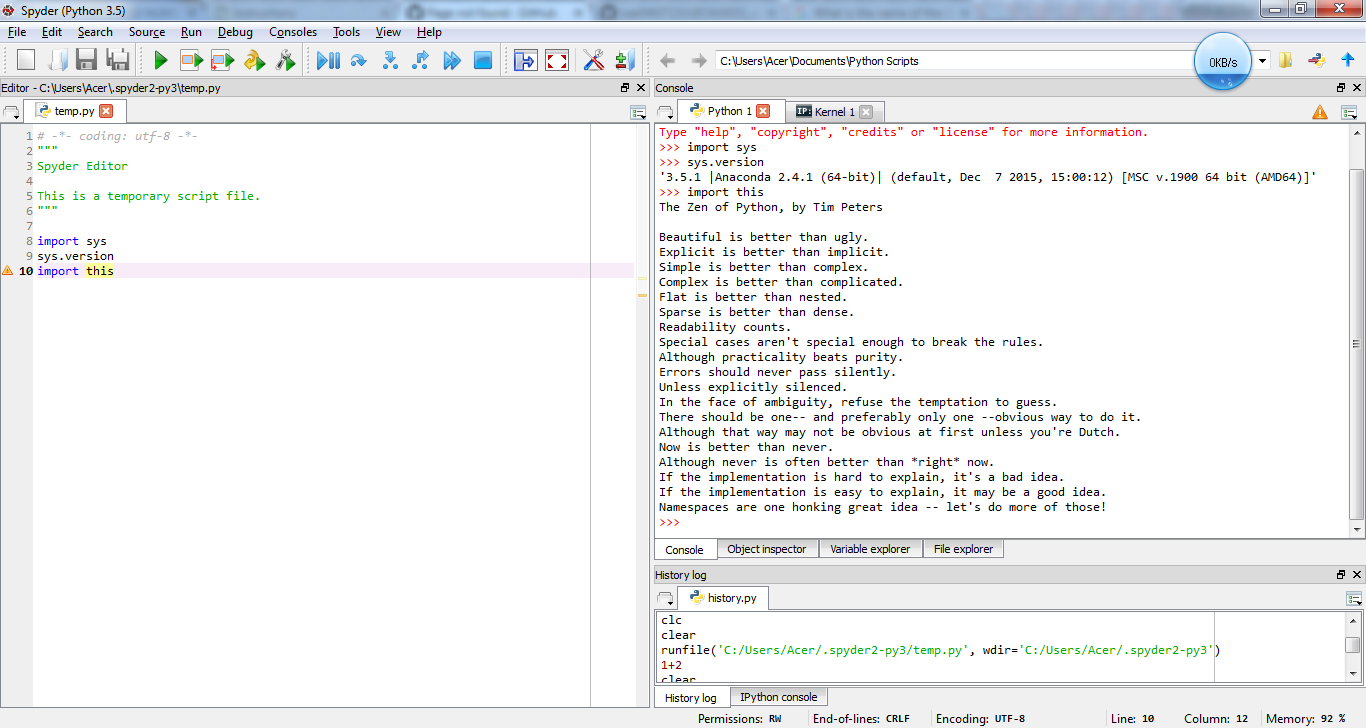 Spyder (Python 3.5)
File Edit Search Source Run Debug Consoles Tools View Help
C:\Users\Acer\Documents\Python Scripts
0KB/s
Editor - C:\Users\Acer\.spyder2-py3\temp.py
temp.py
1 # -*- coding: utf-8 -*-
2 """
3 Spyder Editor
4
5 This is a temporary script file.
6 """
7
8 import sys
9 sys.version
10 import this
Console
Python 1 IP: Kernel 1
Type "help", "copyright", "credits" or "license" for more information.
>>> import sys
>>> sys.version
'3.5.1 |Anaconda 2.4.1 (64-bit)| (default, Dec  7 2015, 15:00:12) [MSC v.1900 64 bit (AMD64)]'
>>> import this
The Zen of Python, by Tim Peters
Beautiful is better than ugly.
Explicit is better than implicit.
Simple is better than complex.
Complex is better than complicated.
Flat is better than nested.
Sparse is better than dense.
Readability counts.
Special cases aren't special enough to break the rules.
Although practicality beats purity.
Errors should never pass silently.
Unless explicitly silenced.
In the face of ambiguity, refuse the temptation to guess.
There should be one-- and preferably only one --obvious way to do it.
Although that way may not be obvious at first unless you're Dutch.
Now is better than never.
Although never is often better than *right* now.
If the implementation is hard to explain, it's a bad idea.
If the implementation is easy to explain, it may be a good idea.
Namespaces are one honking great idea -- let's do more of those!
>>>
Console Object inspector Variable explorer File explorer
History log
history.py
clc
clear
runfile('C:/Users/Acer/.spyder2-py3/temp.py', wdir='C:/Users/Acer/.spyder2-py3')
1+2
clear
History log IPython console
Permissions: RW End-of-lines: CRLF Encoding: UTF-8 Line: 10 Column: 12 Memory: 92 %